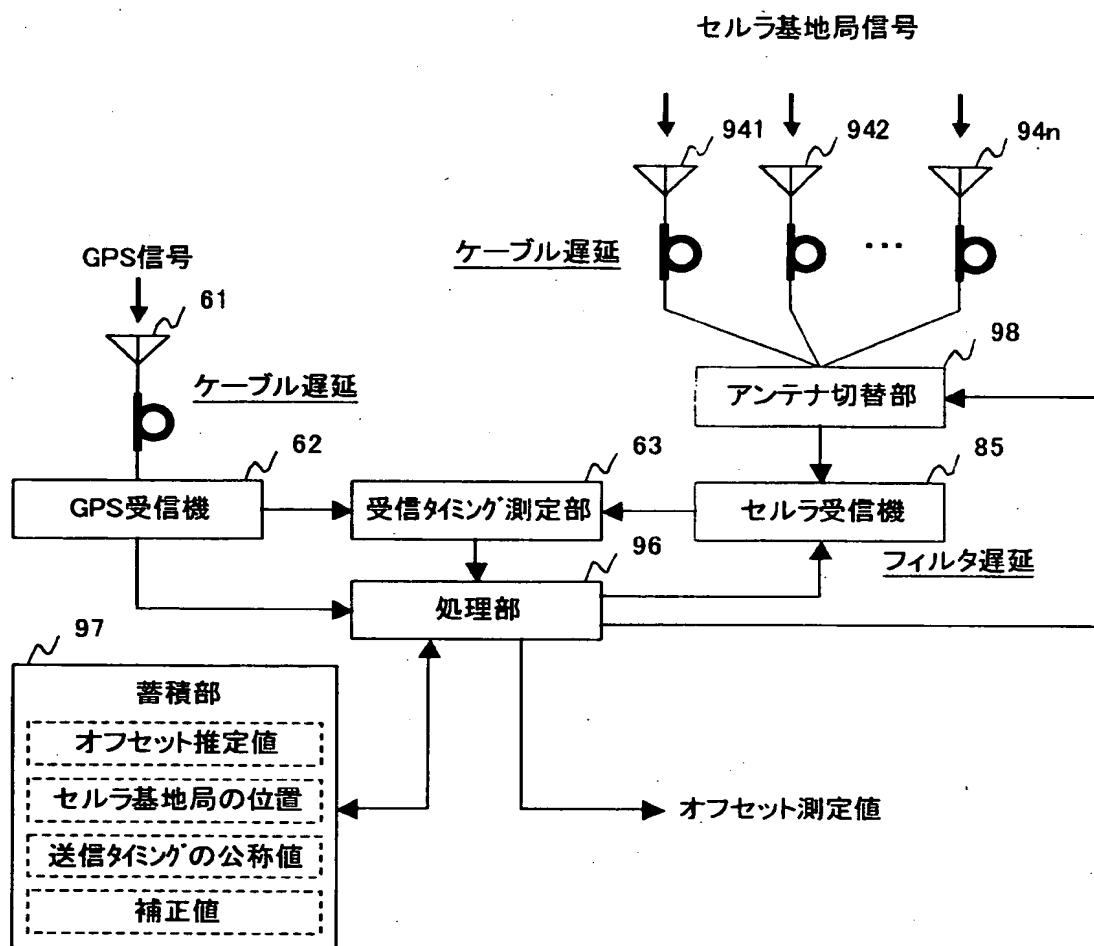 セルラ基地局信号
941
942
94n
ケーブル遅延
...
GPS信号
61
ケーブル遅延
98
アンテナ切替部
62
GPS受信機
63
受信タイミング測定部
85
セルラ受信機
フィルタ遅延
96
処理部
97
蓄積部
オフセット推定値
セルラ基地局の位置
送信タイミングの公称値
補正値
オフセット測定値